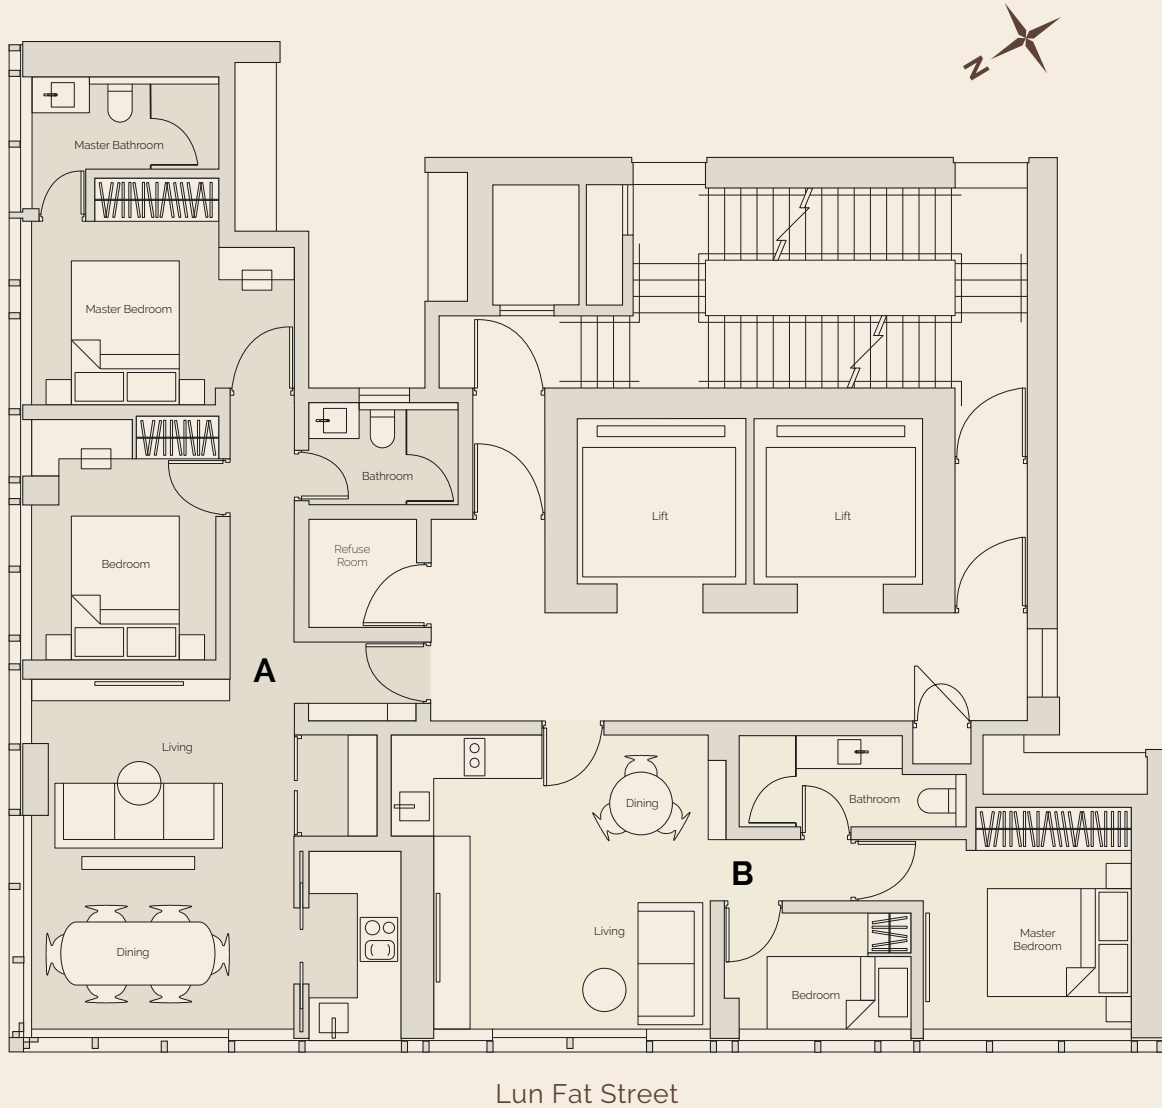 N
Master Bathroom
Master Bedroom
Bathroom
Lift
Lift
Refuse
Room
Bedroom
A
Living
Dining
Bathroom
Dining
B
Living
Master
Bedroom
Bedroom
Lun Fat Street